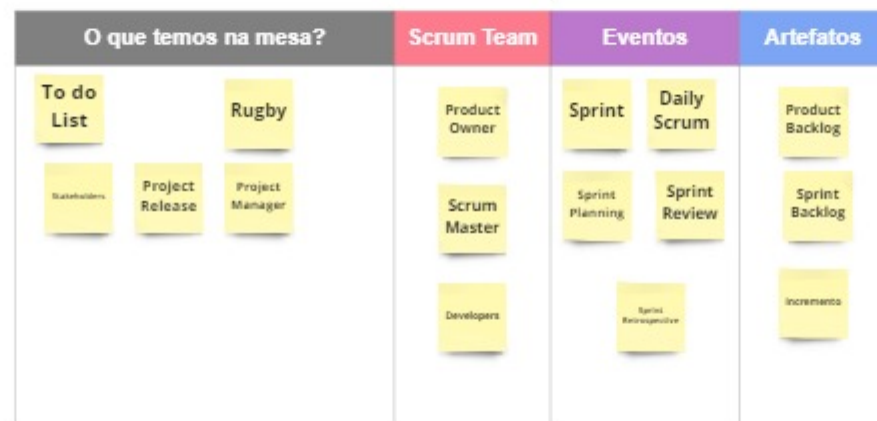 O que temos na mesa?
Scrum Team
Eventos
Artefatos
To do
List
Rugby
Stakeholders
Project
Release
Project
Manager
Product
Owner
Scrum
Master
Developers
Sprint
Daily
Scrum
Sprint
Planning
Sprint
Review
Sprint
Retrospective
Product
Backlog
Sprint
Backlog
Incremento